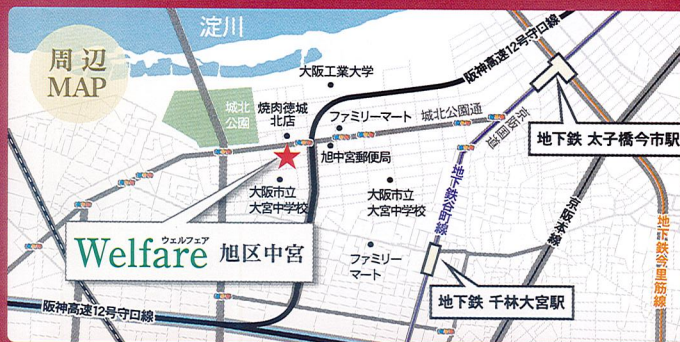 周辺
MAP
淀川
大阪工業大学
阪神高速12号守口線
城北
公園
焼肉徳城
北店
ファミリーマート
城北公園通
京阪国道
地下鉄 太子橋今市駅
旭中宮郵便局
大阪市立
大宮中学校
大阪市立
大宮中学校
地下鉄谷町線
京阪本線
地下鉄今里筋線
ウェルフェア
Welfare 旭区中宮
ファミリー
マート
地下鉄 千林大宮駅
阪神高速12号守口線